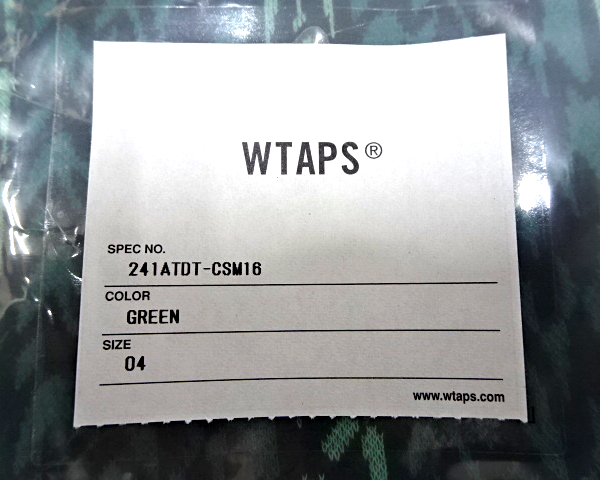 WTAPS®
SPEC NO.
241ATDT-CSM16
COLOR
GREEN
SIZE
04
www.wtaps.com